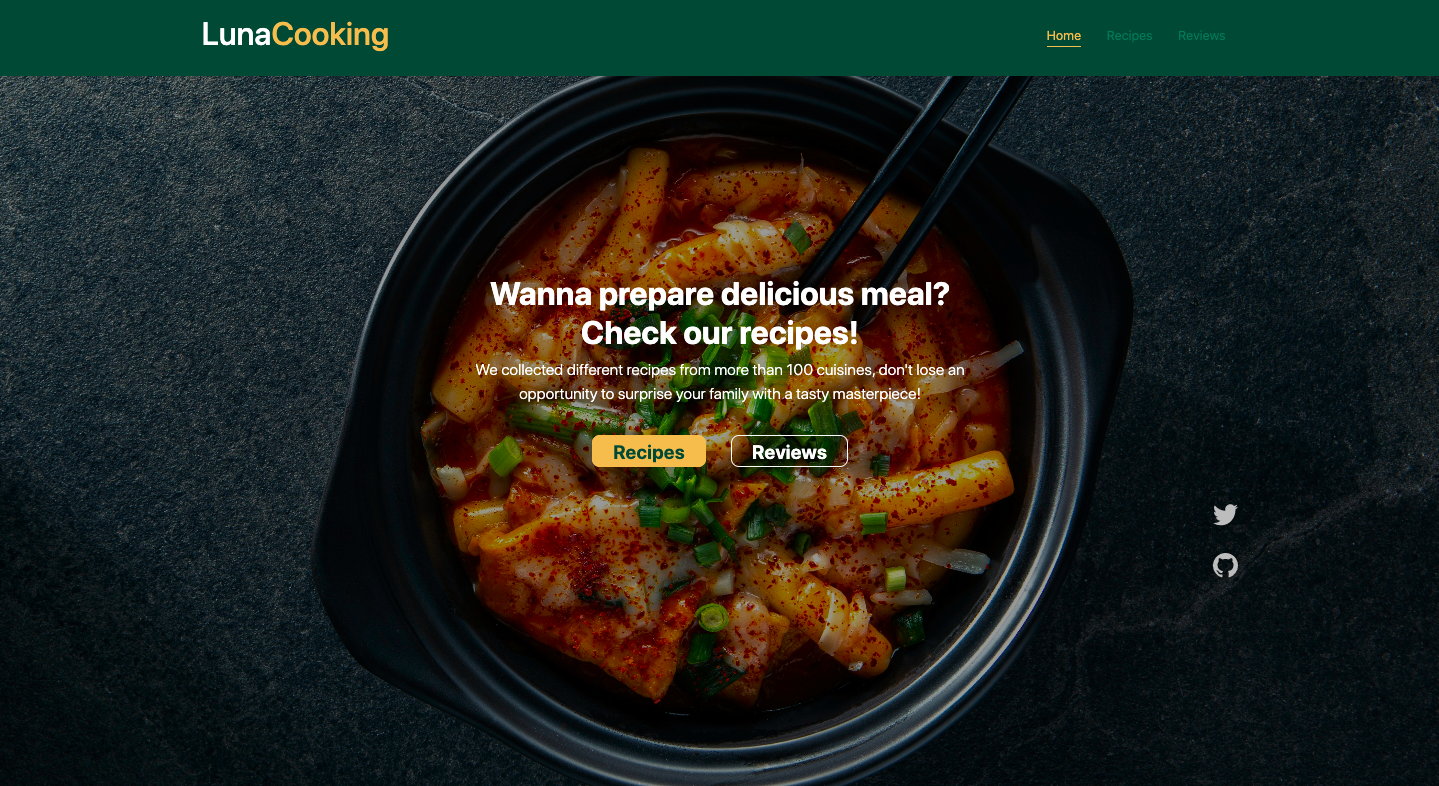 LunaCooking
Home Recipes Reviews
Wanna prepare delicious meal?
Check our recipes!
We collected different recipes from more than 100 cuisines, don't lose an
opportunity to surprise your family with a tasty masterpiece!
Recipes Reviews